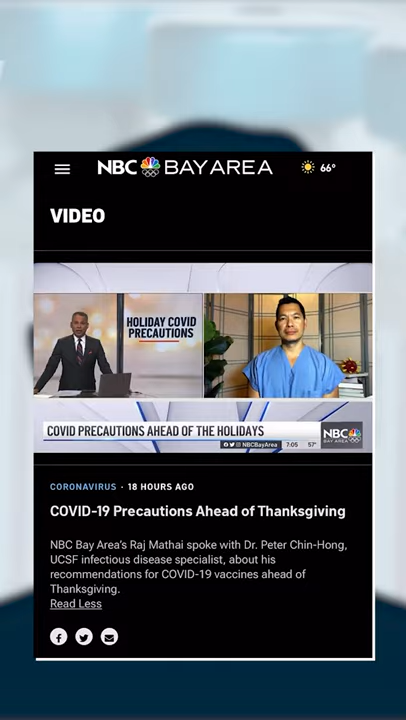 NBC BAY AREA
66°
VIDEO
HOLIDAY COVID
PRECAUTIONS
COVID PRECAUTIONS AHEAD OF THE HOLIDAYS
NBCBayArea 7:05 57°
NBC
BAY AREA
CORONAVIRUS • 18 HOURS AGO
COVID-19 Precautions Ahead of Thanksgiving
NBC Bay Area's Raj Mathai spoke with Dr. Peter Chin-Hong,
UCSF infectious disease specialist, about his
recommendations for COVID-19 vaccines ahead of
Thanksgiving.
Read Less